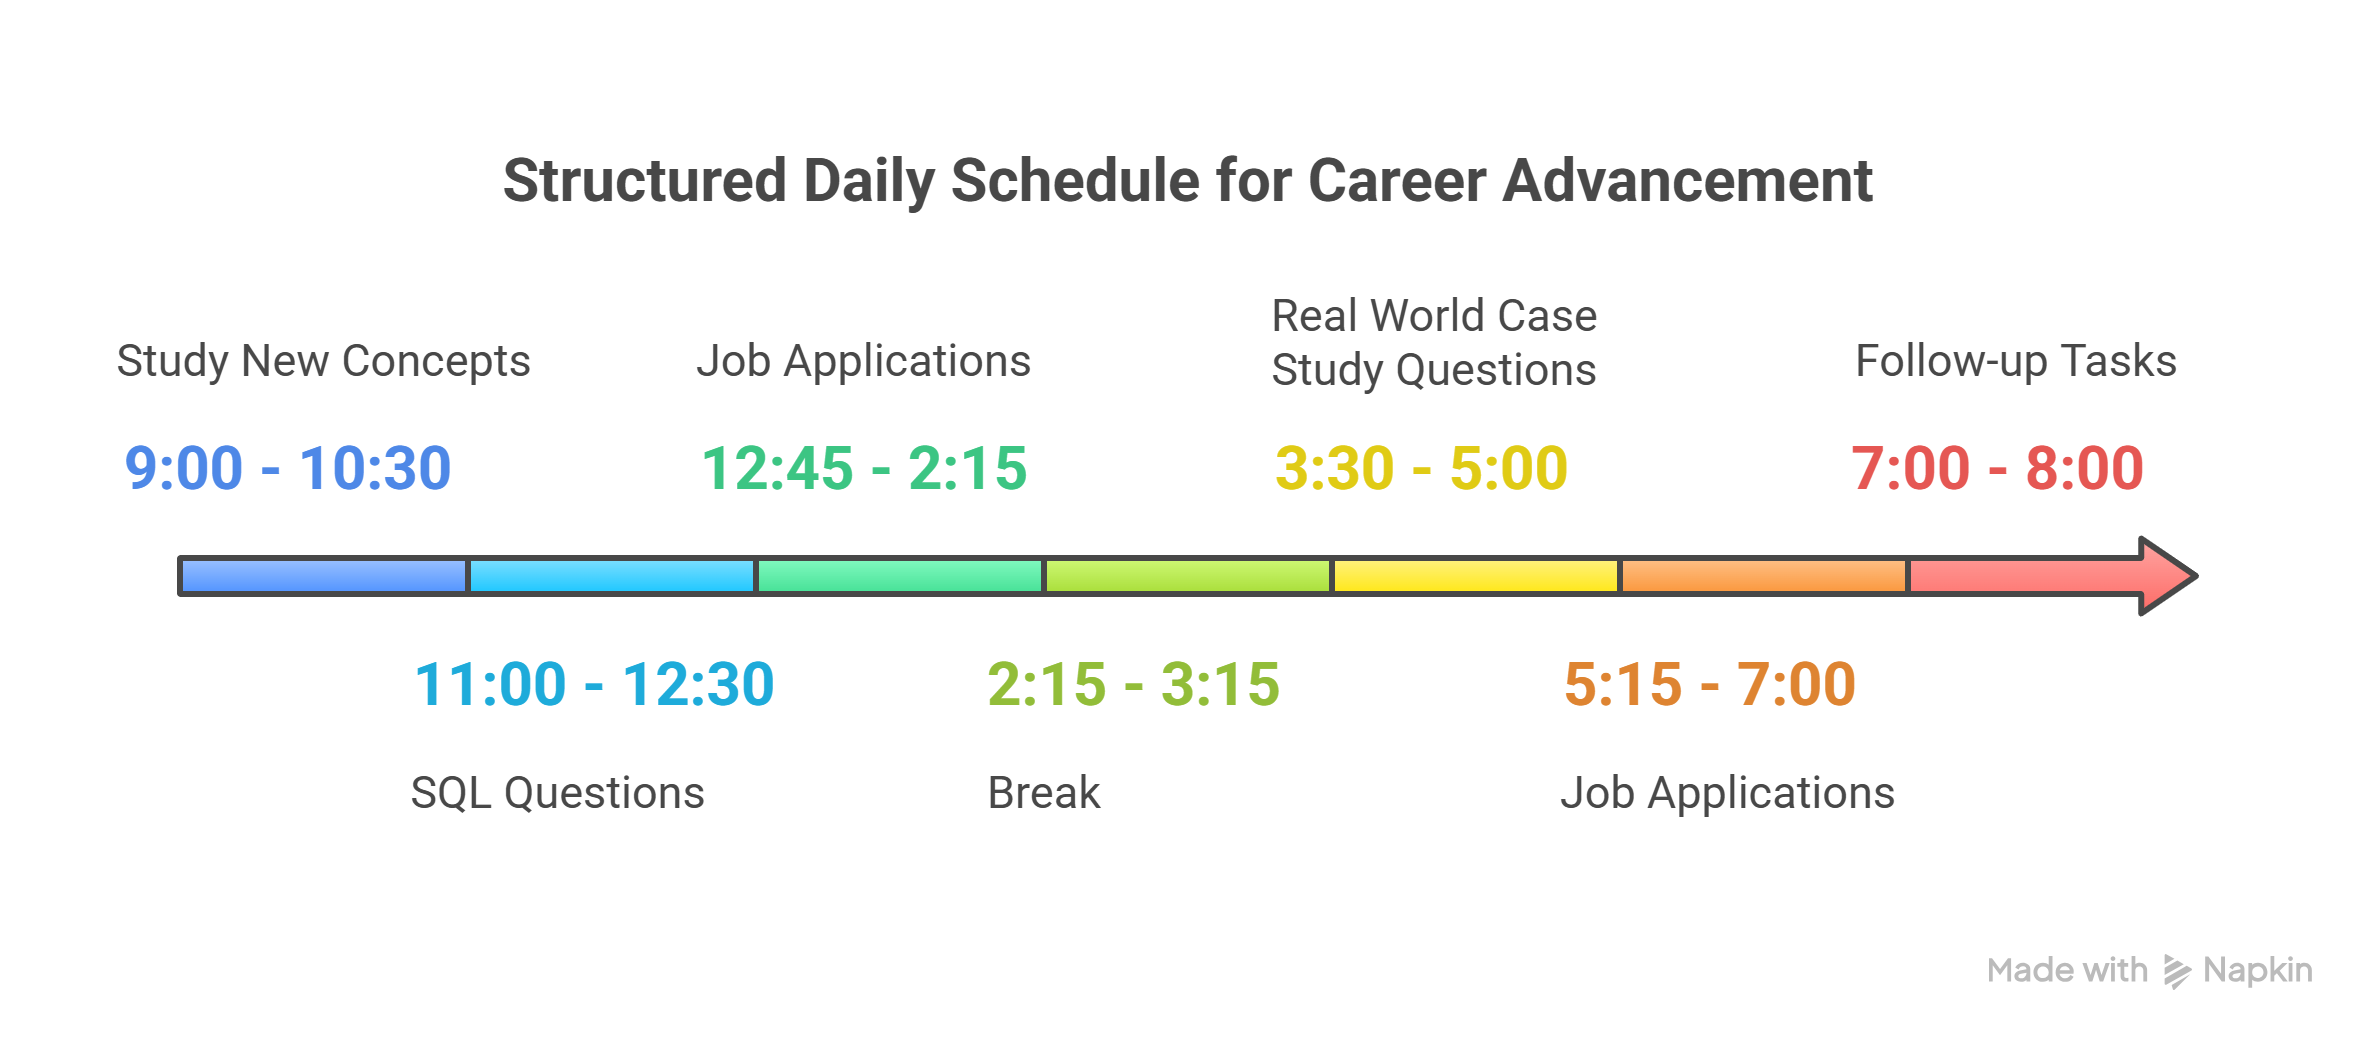 Structured Daily Schedule for Career Advancement
Study New Concepts
9:00 - 10:30
11:00 - 12:30
SQL Questions
Job Applications
12:45 - 2:15
2:15 - 3:15
Break
Real World Case
Study Questions
3:30 - 5:00
5:15 - 7:00
Job Applications
Follow-up Tasks
7:00 - 8:00
Made with Napkin